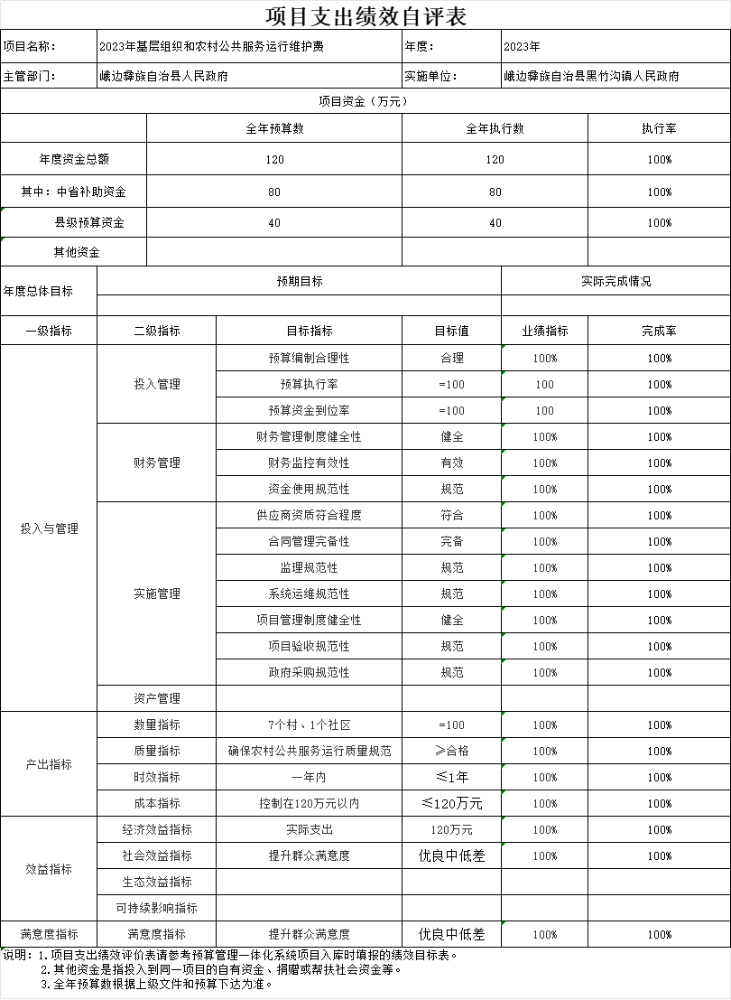 项目支出绩效自评表
项目名称： 2023年基层组织和农村公共服务运行维护费 年度： 2023年
主管部门： 峨边彝族自治县人民政府 实施单位： 峨边彝族自治县黑竹沟镇人民政府
项目资金（万元）
全年预算数 全年执行数 执行率
年度资金总额 120 120 100%
其中：中省补助资金 80 80 100%
县级预算资金 40 40 100%
其他资金
年度总体目标 预期目标 实际完成情况
一级指标 二级指标 目标指标 目标值 业绩指标 完成率
投入与管理 投入管理 预算编制合理性 合理 100% 100%
预算执行率 =100 100 100%
预算资金到位率 =100 100 100%
财务管理 财务管理制度健全性 健全 100% 100%
财务监控有效性 有效 100% 100%
资金使用规范性 规范 100% 100%
实施管理 供应商资质符合程度 符合 100% 100%
合同管理完备性 完备 100% 100%
监理规范性 规范 100% 100%
系统运维规范性 规范 100% 100%
项目管理制度健全性 健全 100% 100%
项目验收规范性 规范 100% 100%
政府采购规范性 规范 100% 100%
资产管理
产出指标 数量指标 7个村、1个社区 =100 100% 100%
质量指标 确保农村公共服务运行质量规范 ≥合格 100% 100%
时效指标 一年内 ≤1年 100% 100%
成本指标 控制在120万元以内 ≤120万元 100% 100%
效益指标 经济效益指标 实际支出 120万元 100% 100%
社会效益指标 提升群众满意度 优良中低差 100% 100%
生态效益指标
可持续影响指标
满意度指标 满意度指标 提升群众满意度 优良中低差 100% 100%
说明：1.项目支出绩效评价表请参考预算管理一体化系统项目入库时填报的绩效目标表。
2.其他资金是指投入到同一项目的自有资金、捐赠或帮扶社会资金等。
3.全年预算数根据上级文件和预算下达为准。